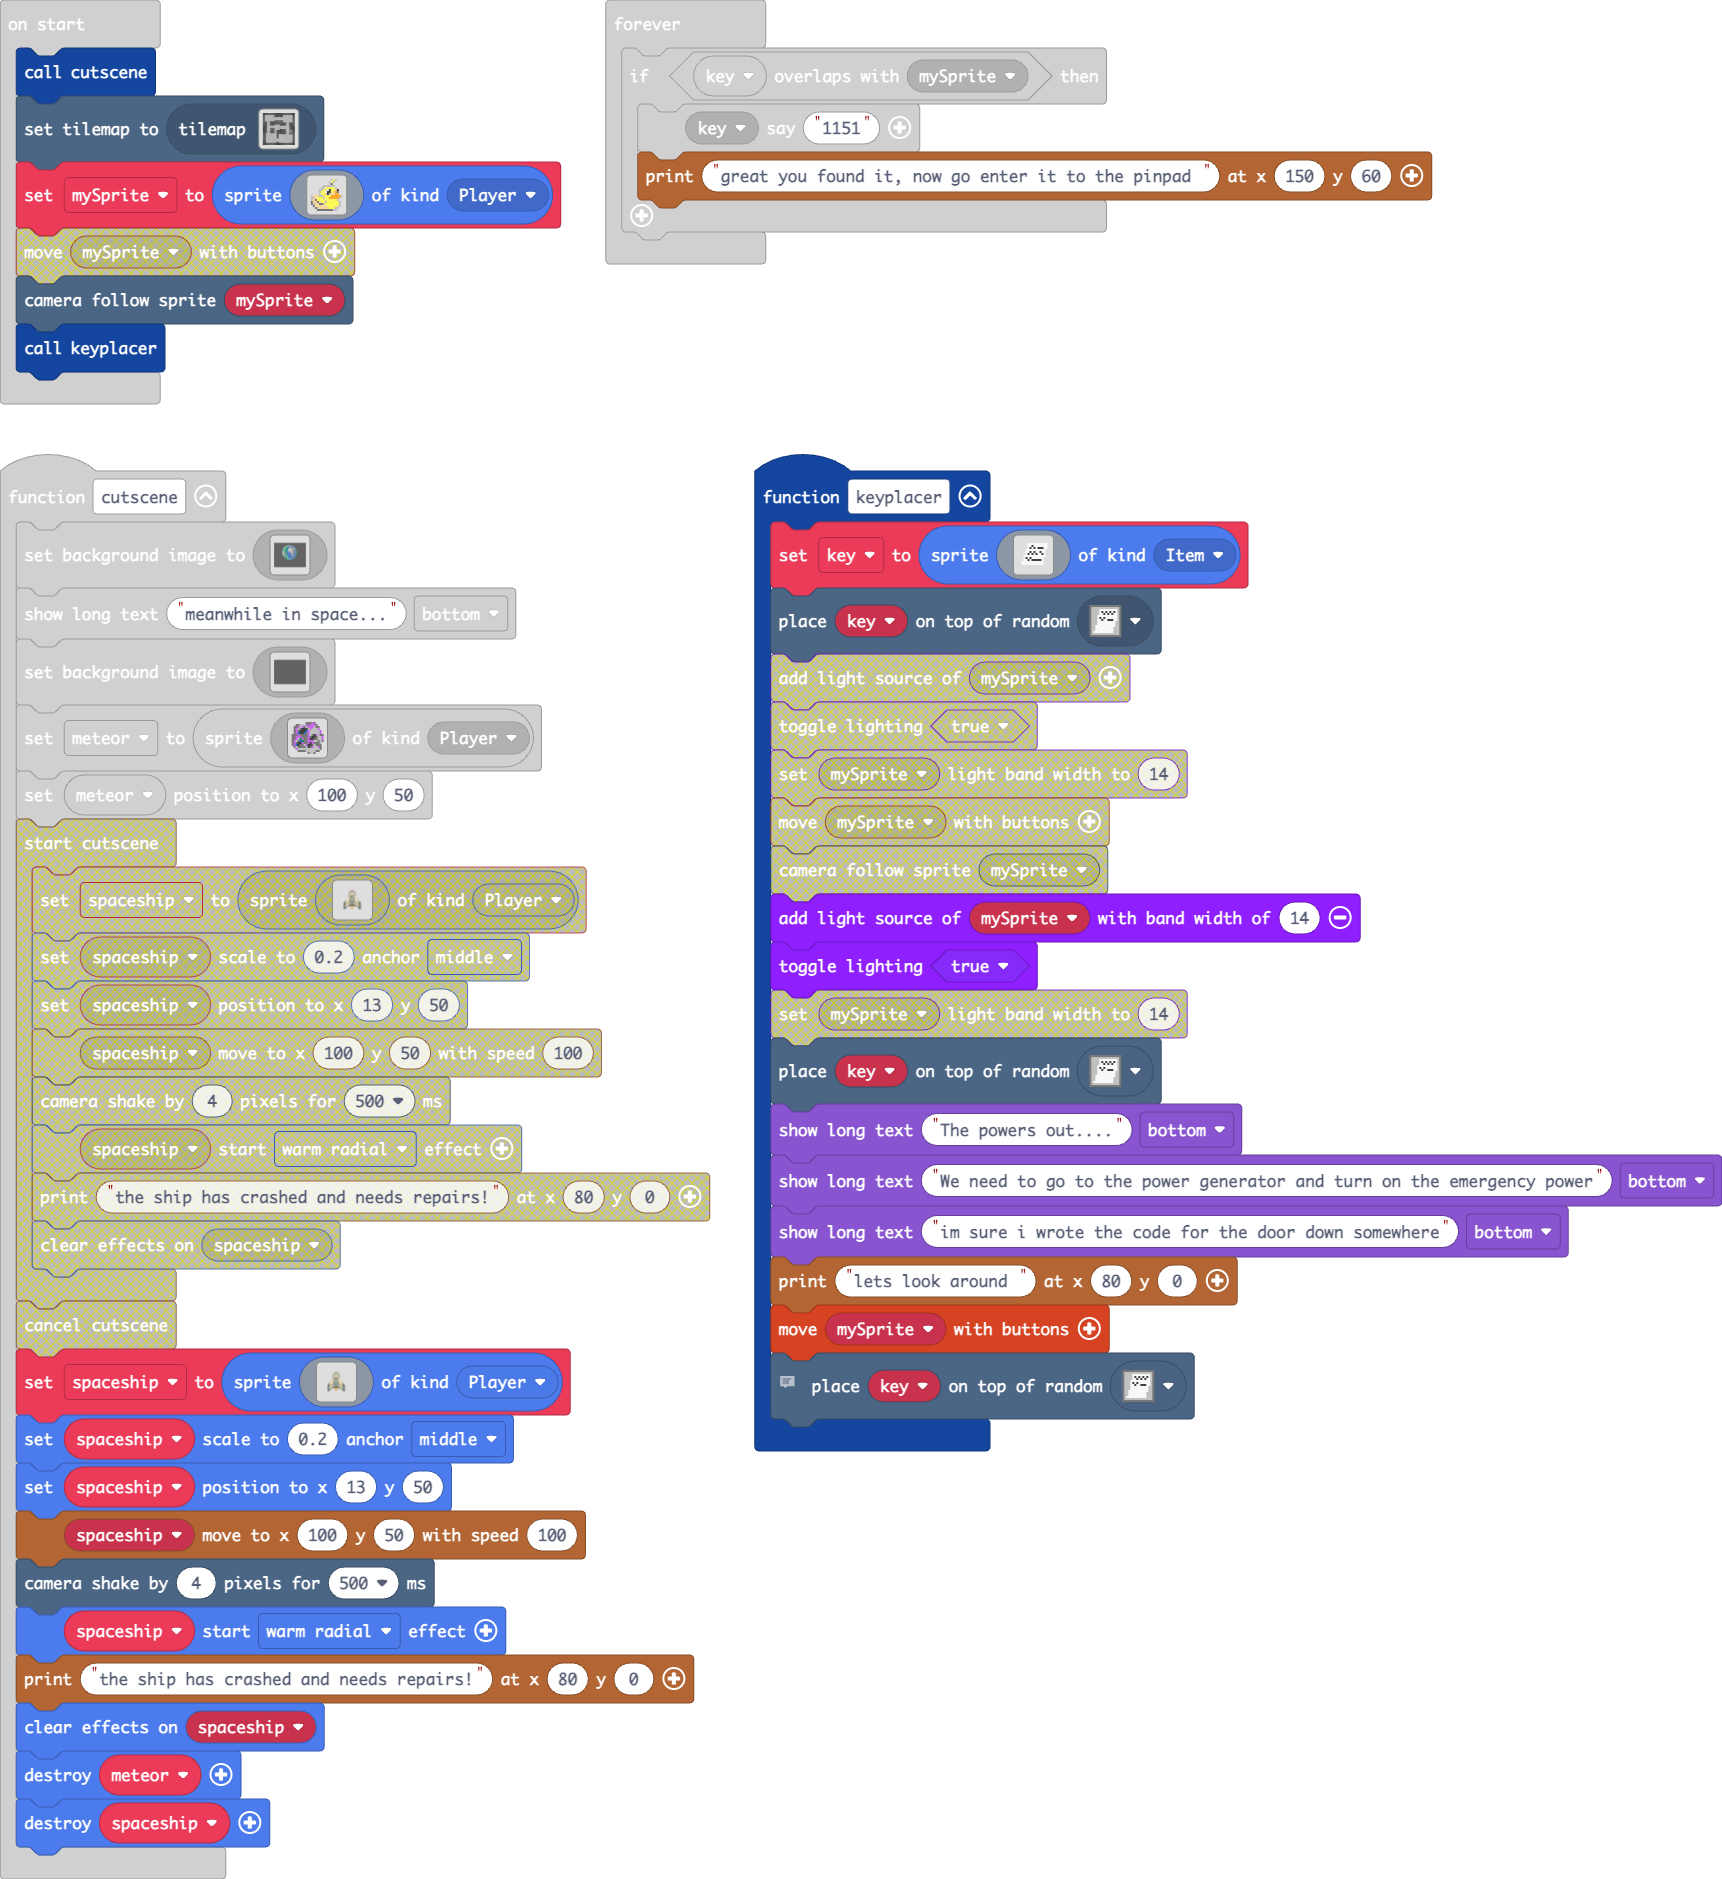 on start
call cutscene
set tilemap to tilemap
set mySprite to sprite of kind Player
move mySprite with buttons
camera follow sprite mySprite
call keyplacer
forever
if key overlaps with mySprite then
key say "1151"
print "great you found it, now go enter it to the pinpad " at x 150 y 60
function cutscene
set background image to
show long text "meanwhile in space..." bottom
set background image to
set meteor to sprite of kind Player
set meteor position to x 100 y 50
start cutscene
set spaceship to sprite of kind Player
set spaceship scale to 0.2 anchor middle
set spaceship position to x 13 y 50
spaceship move to x 100 y 50 with speed 100
camera shake by 4 pixels for 500 ms
spaceship start warm radial effect
print "the ship has crashed and needs repairs!" at x 80 y 0
clear effects on spaceship
cancel cutscene
set spaceship to sprite of kind Player
set spaceship scale to 0.2 anchor middle
set spaceship position to x 13 y 50
spaceship move to x 100 y 50 with speed 100
camera shake by 4 pixels for 500 ms
spaceship start warm radial effect
print "the ship has crashed and needs repairs!" at x 80 y 0
clear effects on spaceship
destroy meteor
destroy spaceship
function keyplacer
set key to sprite of kind Item
place key on top of random
add light source of mySprite
toggle lighting true
set mySprite light band width to 14
move mySprite with buttons
camera follow sprite mySprite
add light source of mySprite with band width of 14
toggle lighting true
set mySprite light band width to 14
place key on top of random
show long text "The powers out...." bottom
show long text "We need to go to the power generator and turn on the emergency power" bottom
show long text "im sure i wrote the code for the door down somewhere" bottom
print "lets look around " at x 80 y 0
move mySprite with buttons
place key on top of random